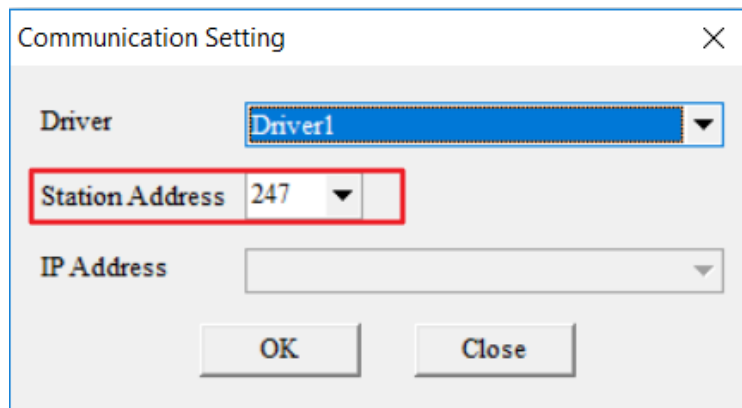 Communication Setting
Driver Driver1
Station Address 247
IP Address
OK Close